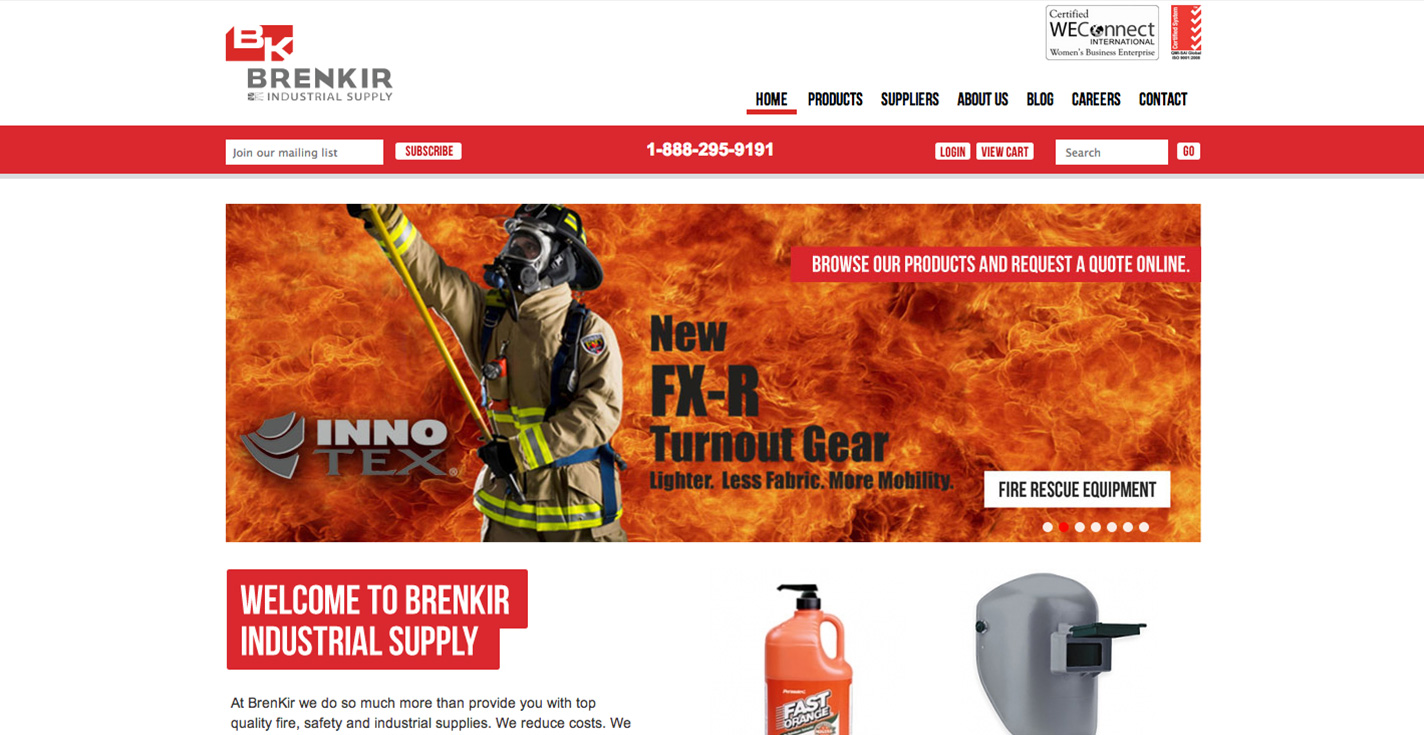 BK
BRENKIR
INDUSTRIAL SUPPLY
Certified
WEConnect
INTERNATIONAL
Women's Business Enterprise
Certified System
QMI-SAI Global
HOME PRODUCTS SUPPLIERS ABOUT US BLOG CAREERS CONTACT
Join our mailing list SUBSCRIBE 1-888-295-9191 LOGIN VIEW CART Search GO
BROWSE OUR PRODUCTS AND REQUEST A QUOTE ONLINE.
New
FX-R
Turnout Gear
Lighter. Less Fabric. More Mobility.
INNO
TEX®
FIRE RESCUE EQUIPMENT
WELCOME TO BRENKIR
INDUSTRIAL SUPPLY
At BrenKir we do so much more than provide you with top
quality fire, safety and industrial supplies. We reduce costs. We
Permatex
FAST
ORANGE